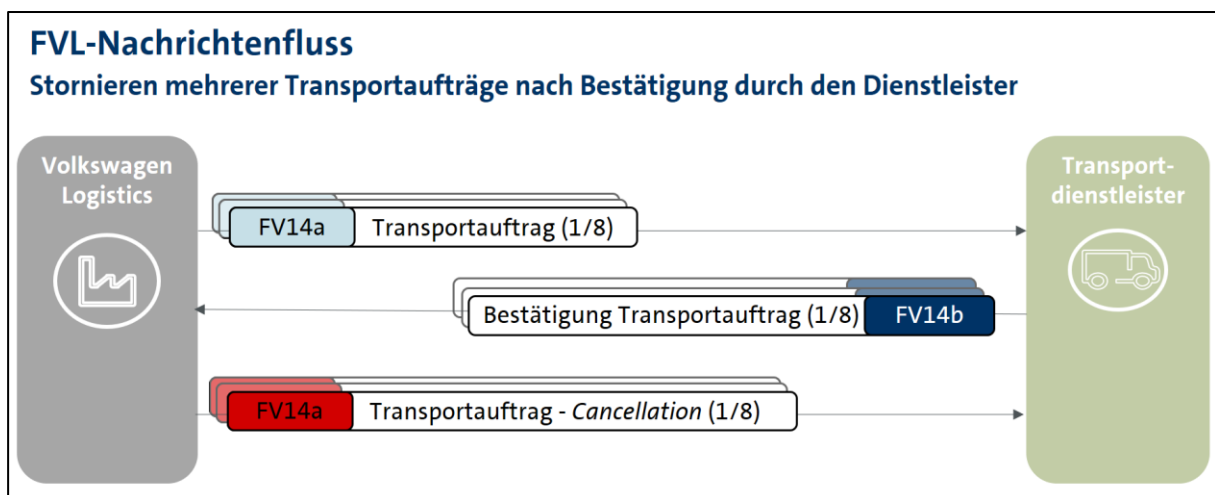 FVL-Nachrichtenfluss
Stornieren mehrerer Transportaufträge nach Bestätigung durch den Dienstleister
Volkswagen
Logistics
Transport-
dienstleister
FV14a Transportauftrag (1/8)
Bestätigung Transportauftrag (1/8) FV14b
FV14a Transportauftrag - Cancellation (1/8)